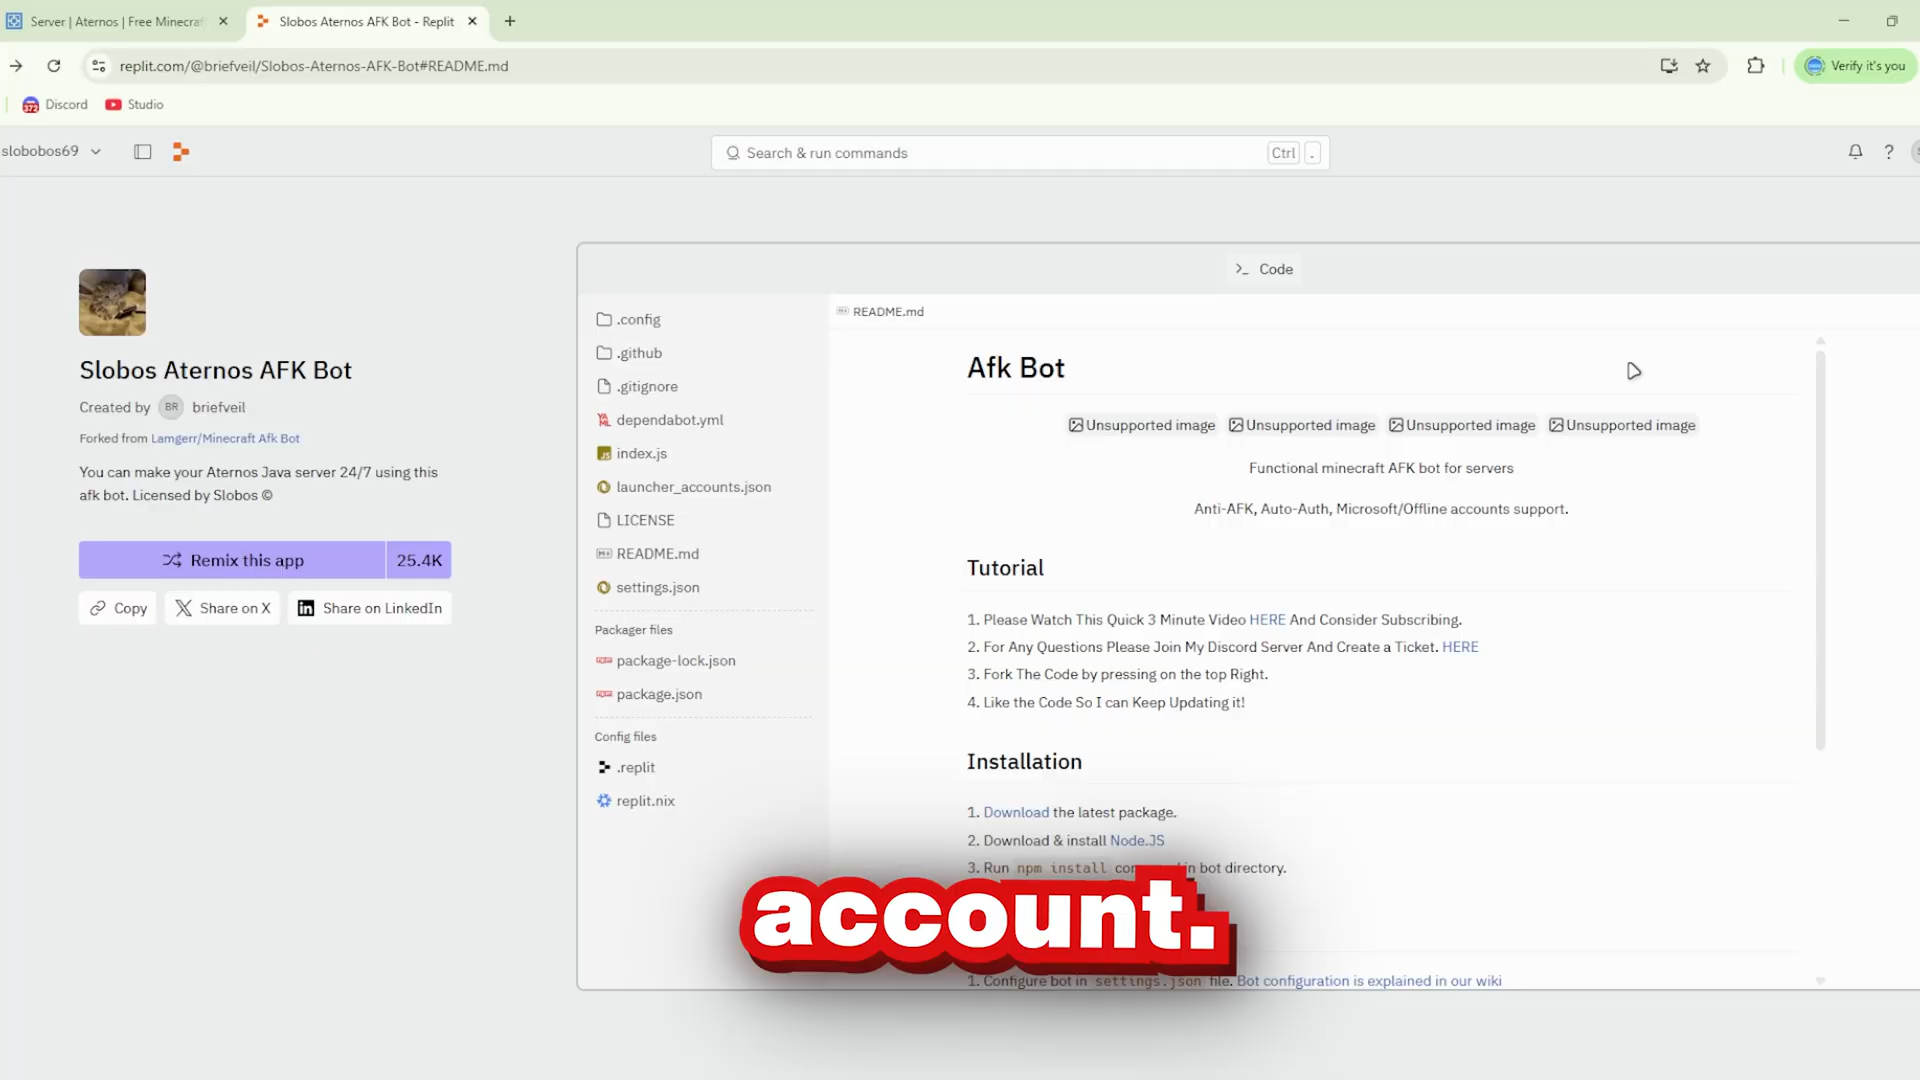 Server | Aternos | Free Minecraf
Slobos Aternos AFK Bot - Replit
replit.com/@briefveil/Slobos-Aternos-AFK-Bot#README.md
Verify it's you
Discord
Studio
slobobos69
Search & run commands
Ctrl
.
?
Code
README.md
Slobos Aternos AFK Bot
Created by BR briefveil
Forked from Lamgerr/Minecraft Afk Bot
You can make your Aternos Java server 24/7 using this
afk bot. Licensed by Slobos ©
Remix this app
25.4K
Copy
Share on X
Share on LinkedIn
.config
.github
.gitignore
dependabot.yml
index.js
launcher_accounts.json
LICENSE
README.md
settings.json
Packager files
package-lock.json
package.json
Config files
.replit
replit.nix
Afk Bot
Unsupported image Unsupported image Unsupported image Unsupported image
Functional minecraft AFK bot for servers
Anti-AFK, Auto-Auth, Microsoft/Offline accounts support.
Tutorial
1. Please Watch This Quick 3 Minute Video HERE And Consider Subscribing.
2. For Any Questions Please Join My Discord Server And Create a Ticket. HERE
3. Fork The Code by pressing on the top Right.
4. Like the Code So I can Keep Updating it!
Installation
1. Download the latest package.
2. Download & install Node.JS
3. Run npm install in bot directory.
account.
1. Configure bot in settings.json file. Bot configuration is explained in our wiki